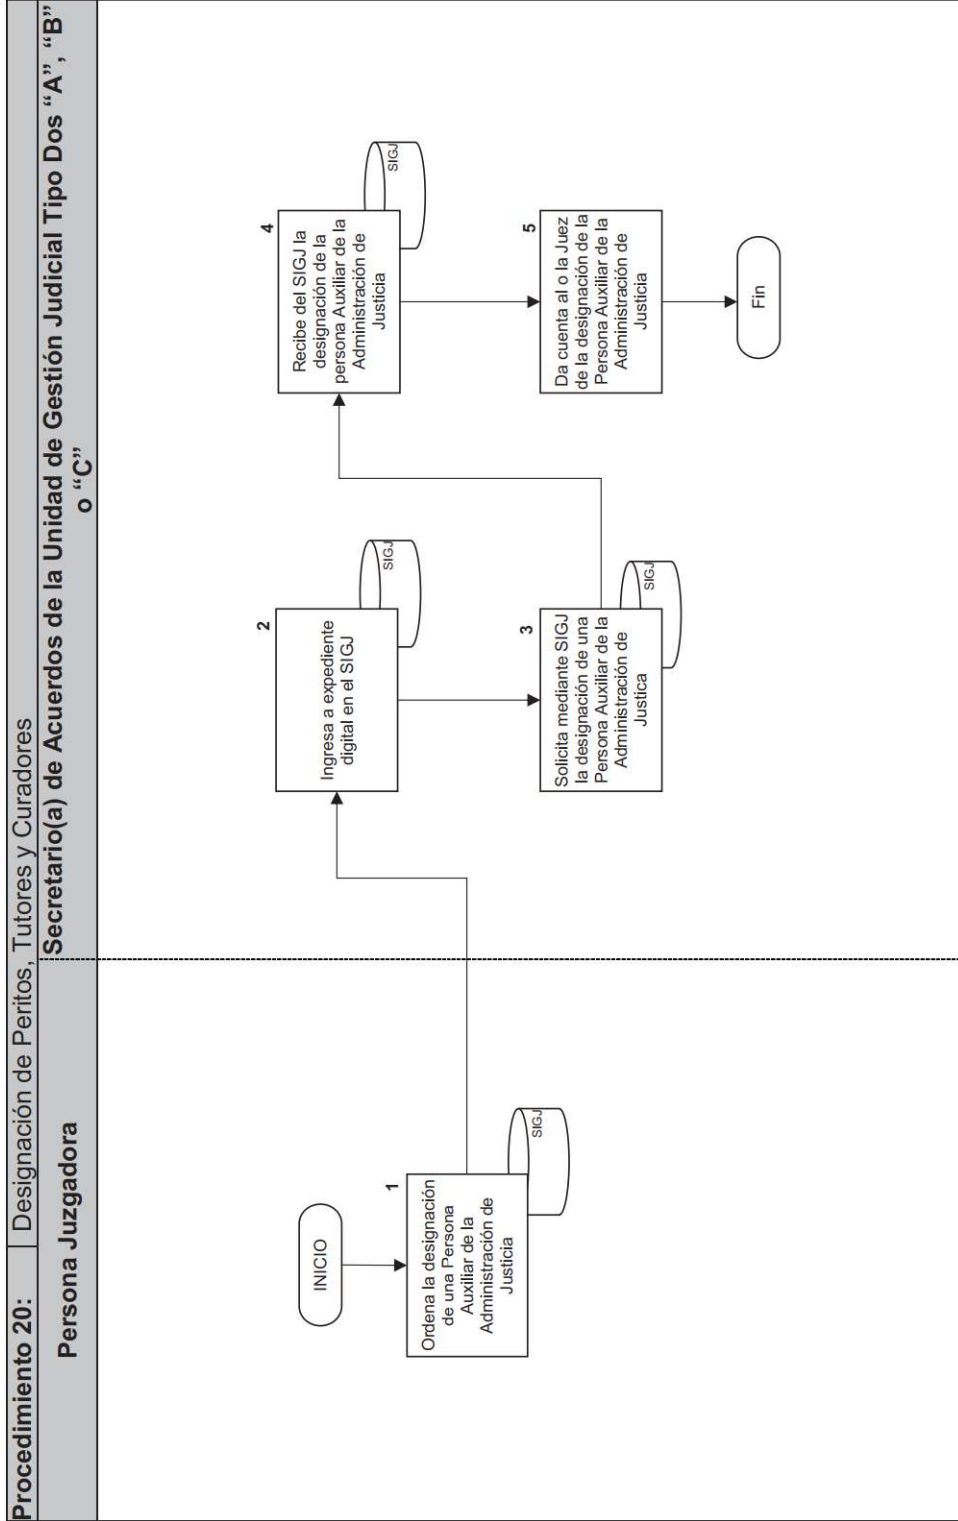 Procedimiento 20:
Designación de Peritos, Tutores y Curadores
Persona Juzgadora
Secretario(a) de Acuerdos de la Unidad de Gestión Judicial Tipo Dos “A”, “B”
o “C”
INICIO
1
Ordena la designación
de una Persona
Auxiliar de la
Administración de
Justicia
SIGJ
2
Ingresa a expediente
digital en el SIGJ
SIGJ
3
Solicita mediante SIGJ
la designación de una
Persona Auxiliar de la
Administración de
Justica
SIGJ
4
Recibe del SIGJ la
designación de la
persona Auxiliar de la
Administración de
Justicia
SIGJ
5
Da cuenta al o la Juez
de la designación de la
Persona Auxiliar de la
Administración de
Justicia
Fin